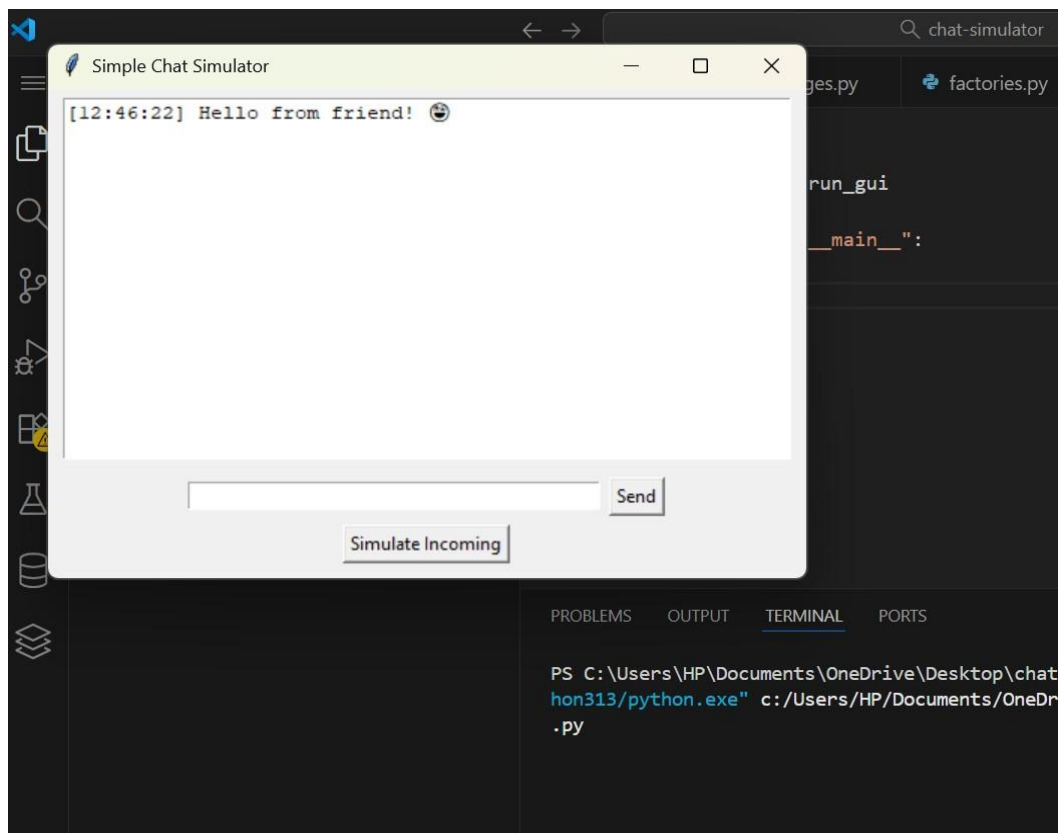 chat-simulator
Simple Chat Simulator
ges.py
factories.py
[12:46:22] Hello from friend! 😄
run_gui
__main__":
Send
Simulate Incoming
PROBLEMS OUTPUT TERMINAL PORTS
PS C:\Users\HP\Documents\OneDrive\Desktop\chat
hon313/python.exe" c:/Users/HP/Documents/OneDr
.py